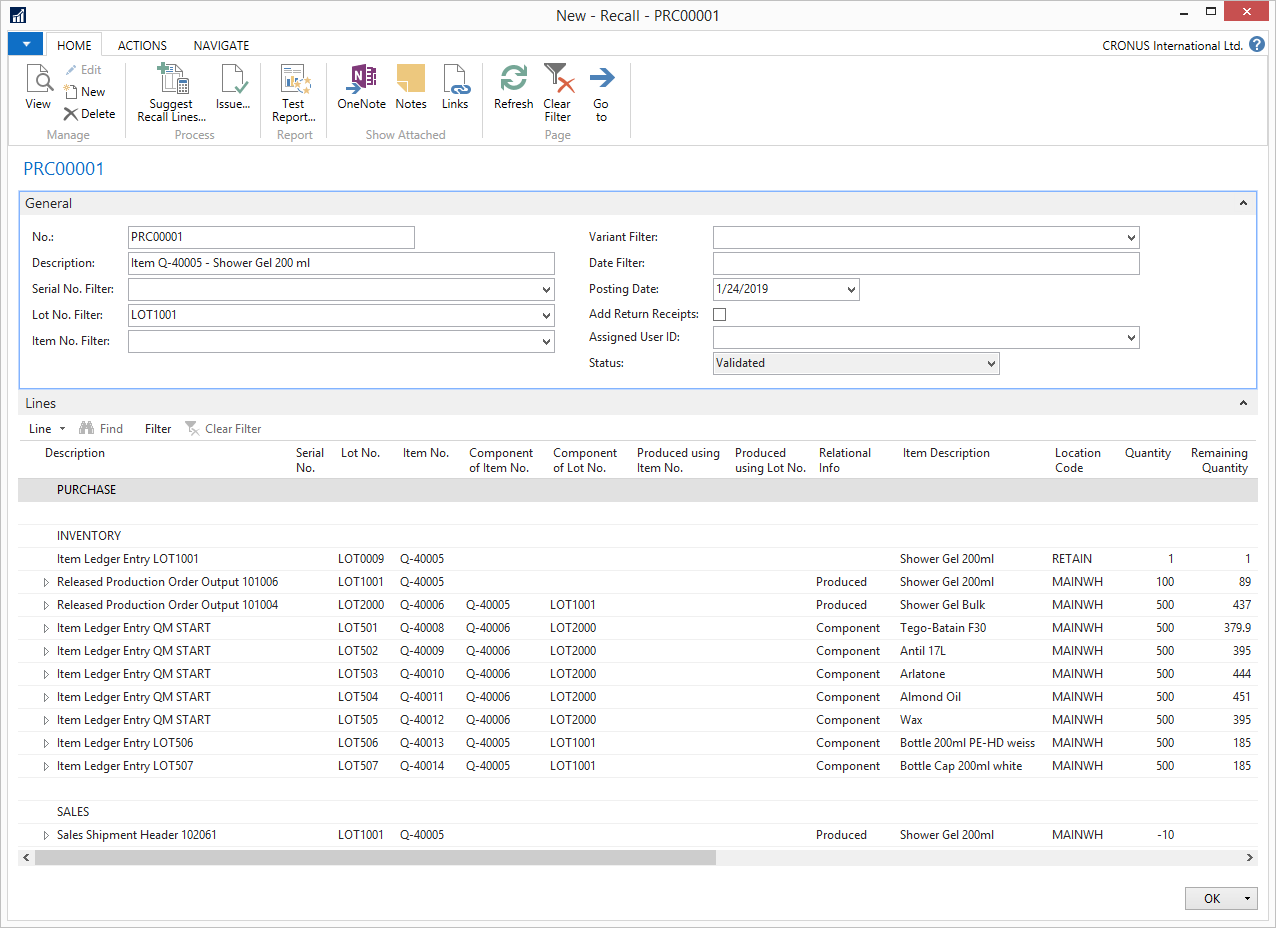 New - Recall - PRC00001
HOME ACTIONS NAVIGATE CRONUS International Ltd. ?
View Edit New Delete
Manage
Suggest Recall Lines... Issue...
Process
Test Report...
Report
OneNote Notes Links
Show Attached
Refresh Clear Filter Go to
Page
PRC00001
General
No.: PRC00001
Description: Item Q-40005 - Shower Gel 200 ml
Serial No. Filter:
Lot No. Filter: LOT1001
Item No. Filter:
Variant Filter:
Date Filter:
Posting Date: 1/24/2019
Add Return Receipts:
Assigned User ID:
Status: Validated
Lines
Line Find Filter Clear Filter
Description Serial No. Lot No. Item No. Component of Item No. Component of Lot No. Produced using Item No. Produced using Lot No. Relational Info Item Description Location Code Quantity Remaining Quantity
PURCHASE
INVENTORY
Item Ledger Entry LOT1001 LOT0009 Q-40005 Shower Gel 200ml RETAIN 1 1
Released Production Order Output 101006 LOT1001 Q-40005 Produced Shower Gel 200ml MAINWH 100 89
Released Production Order Output 101004 LOT2000 Q-40006 Q-40005 LOT1001 Produced Shower Gel Bulk MAINWH 500 437
Item Ledger Entry QM START LOT501 Q-40008 Q-40006 LOT2000 Component Tego-Batain F30 MAINWH 500 379.9
Item Ledger Entry QM START LOT502 Q-40009 Q-40006 LOT2000 Component Antil 17L MAINWH 500 395
Item Ledger Entry QM START LOT503 Q-40010 Q-40006 LOT2000 Component Arlatone MAINWH 500 444
Item Ledger Entry QM START LOT504 Q-40011 Q-40006 LOT2000 Component Almond Oil MAINWH 500 451
Item Ledger Entry QM START LOT505 Q-40012 Q-40006 LOT2000 Component Wax MAINWH 500 395
Item Ledger Entry LOT506 LOT506 Q-40013 Q-40005 LOT1001 Component Bottle 200ml PE-HD weiss MAINWH 500 185
Item Ledger Entry LOT507 LOT507 Q-40014 Q-40005 LOT1001 Component Bottle Cap 200ml white MAINWH 500 185
SALES
Sales Shipment Header 102061 LOT1001 Q-40005 Produced Shower Gel 200ml MAINWH -10
OK